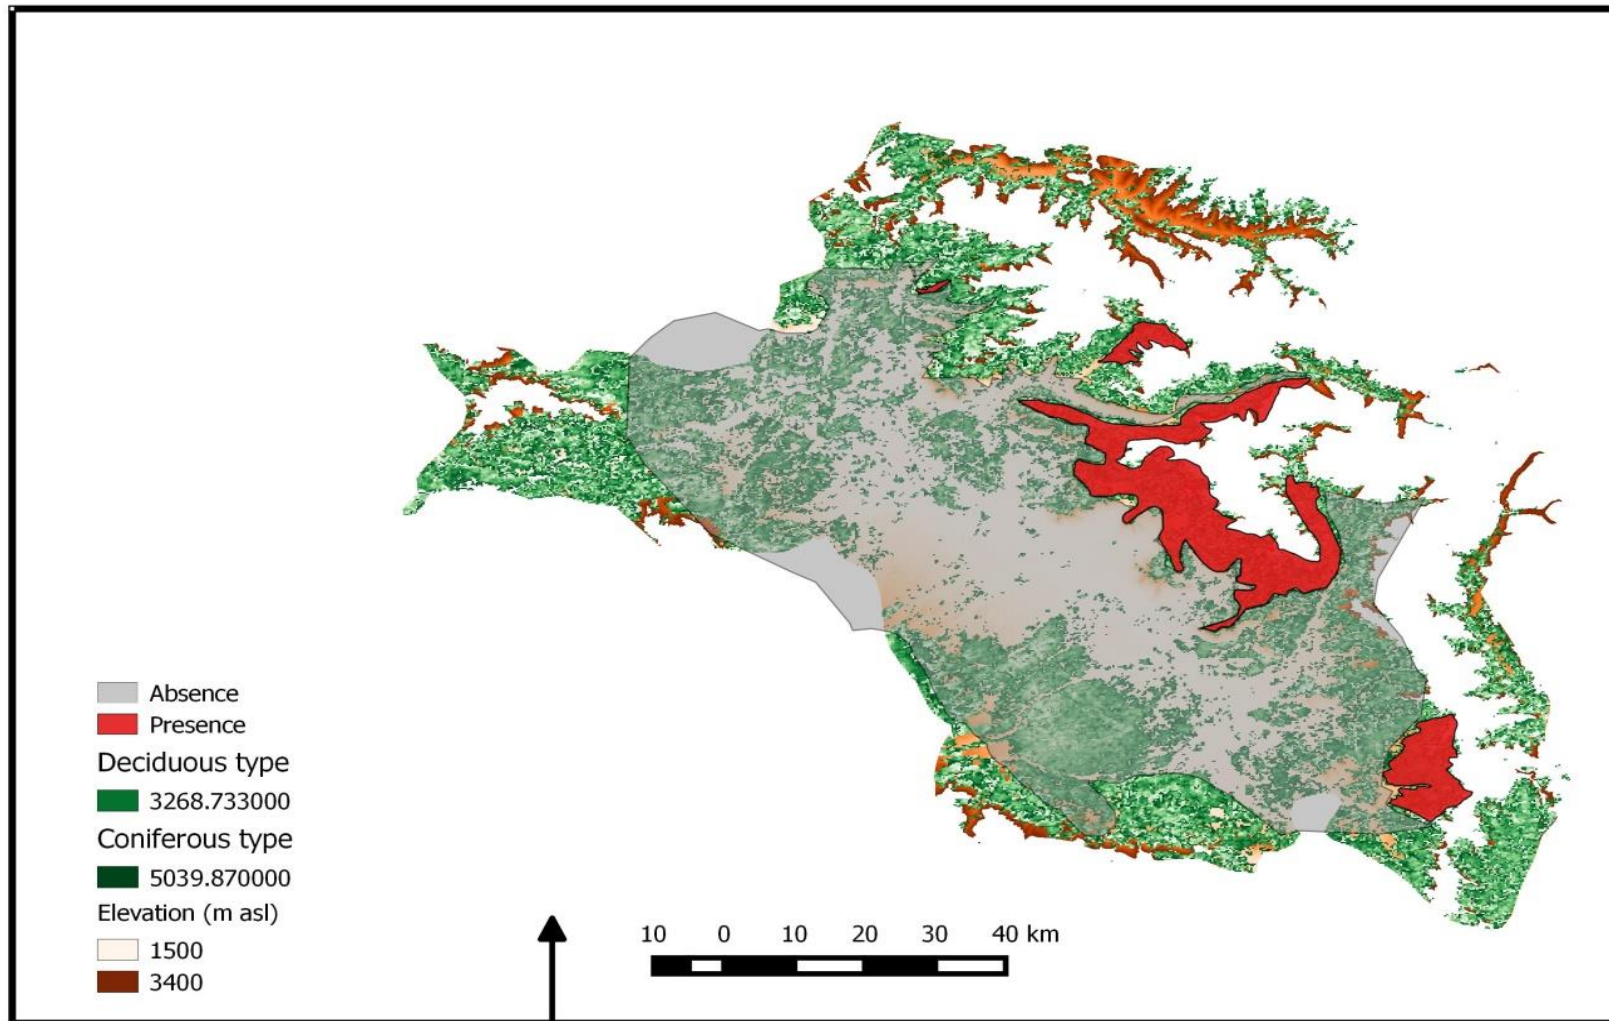 Absence
Presence
Deciduous type
3268.733000
Coniferous type
5039.870000
Elevation (m asl)
1500
3400
10 0 10 20 30 40 km